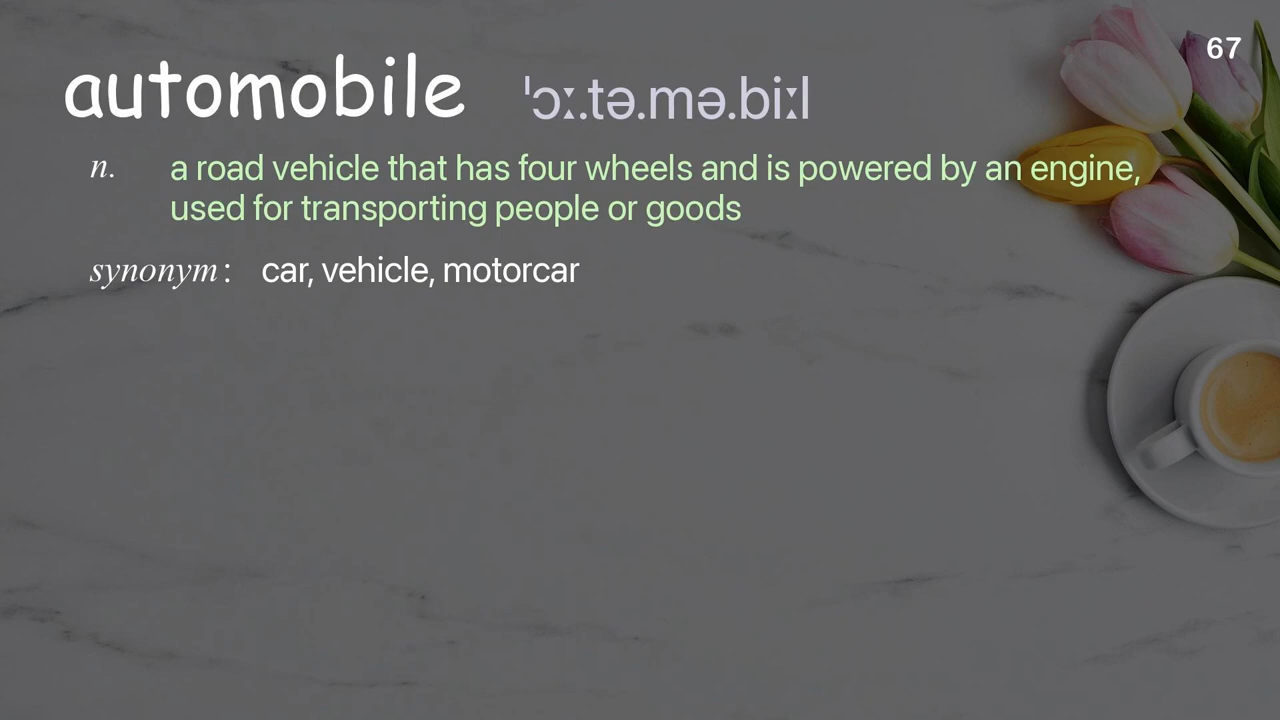 67
automobile ˈɔː.tə.mə.biːl
n. a road vehicle that has four wheels and is powered by an engine,
used for transporting people or goods
synonym: car, vehicle, motorcar